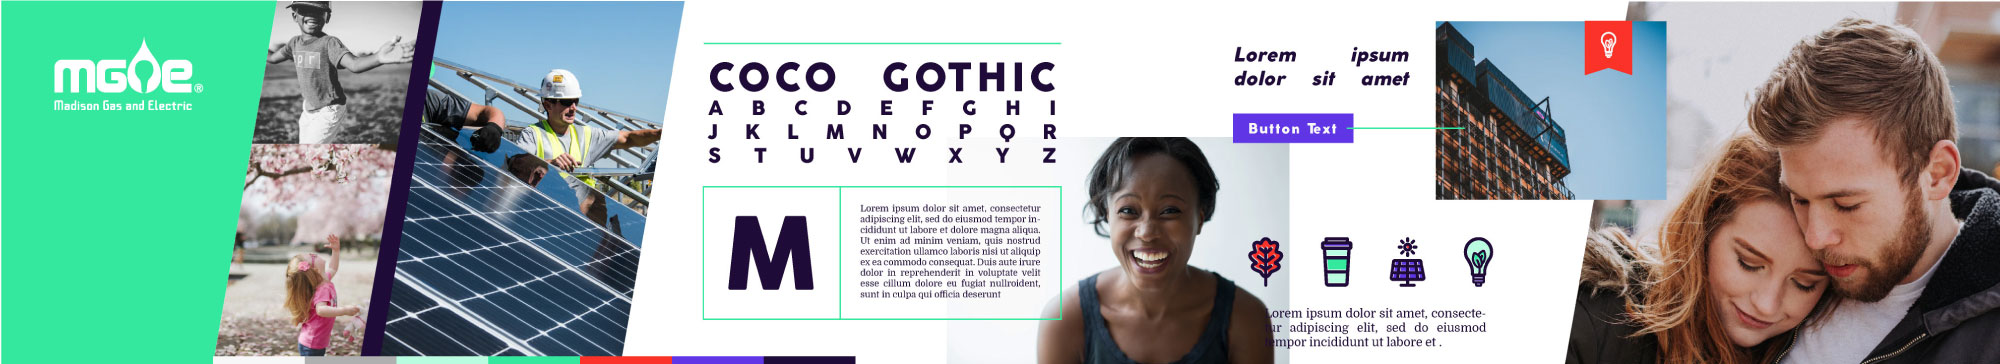 MGE®
Madison Gas and Electric
COCO GOTHIC
A B C D E F G H I
J K L M N O P Q R
S T U V W X Y Z
M
Lorem ipsum dolor sit amet, consectetur
adipiscing elit, sed do eiusmod tempor in-
cididunt ut labore et dolore magna aliqua.
Ut enim ad minim veniam, quis nostrud
exercitation ullamco laboris nisi ut aliquip
ex ea commodo consequat. Duis aute irure
dolor in reprehenderit in voluptate velit
esse cillum dolore eu fugiat nullroident,
sunt in culpa qui officia deserunt
Lorem ipsum
dolor sit amet
Button Text
Lorem ipsum dolor sit amet, consecte-
tur adipiscing elit, sed do eiusmod
tempor incididunt ut labore et .